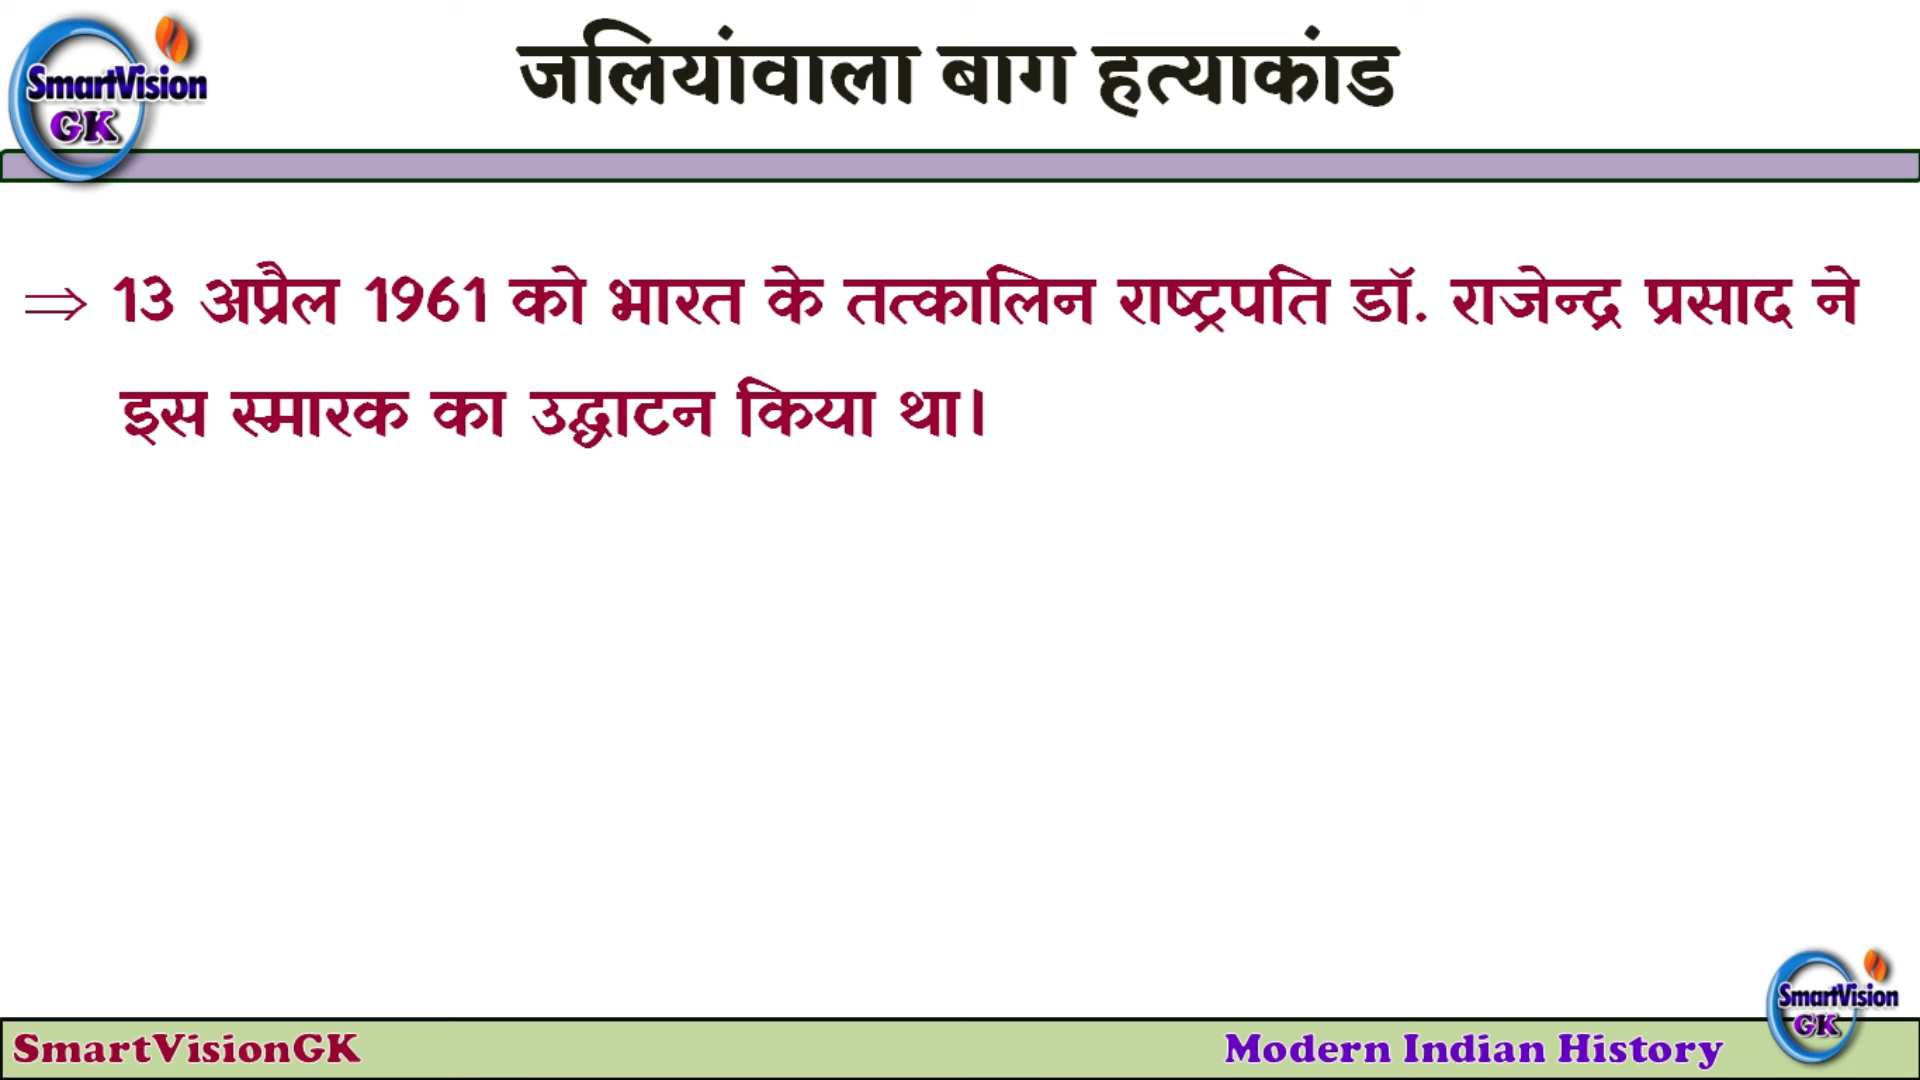 SmartVision
GK
जलियांवाला बाग हत्याकांड
⇒ 13 अप्रैल 1961 को भारत के तत्कालिन राष्ट्रपति डॉ. राजेन्द्र प्रसाद ने
इस स्मारक का उद्घाटन किया था।
SmartVision
GK
SmartVisionGK
Modern Indian History